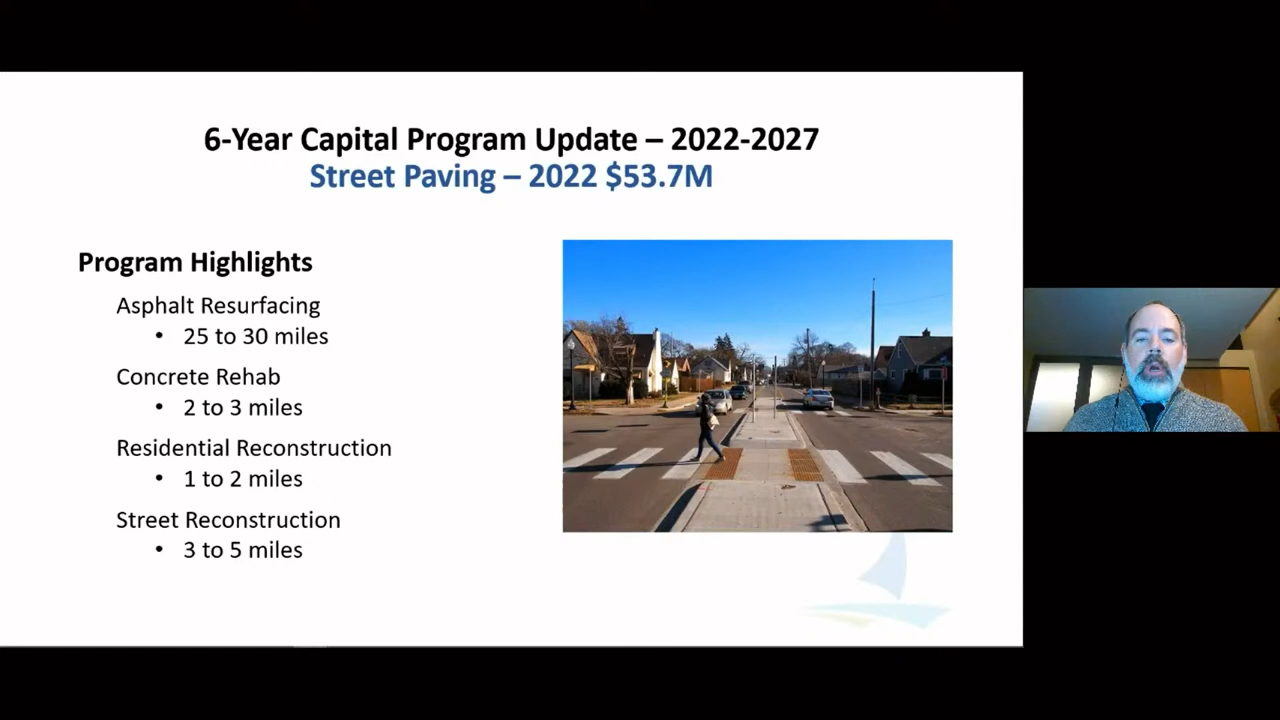 6-Year Capital Program Update – 2022-2027
Street Paving – 2022 $53.7M
Program Highlights
Asphalt Resurfacing
• 25 to 30 miles
Concrete Rehab
• 2 to 3 miles
Residential Reconstruction
• 1 to 2 miles
Street Reconstruction
• 3 to 5 miles